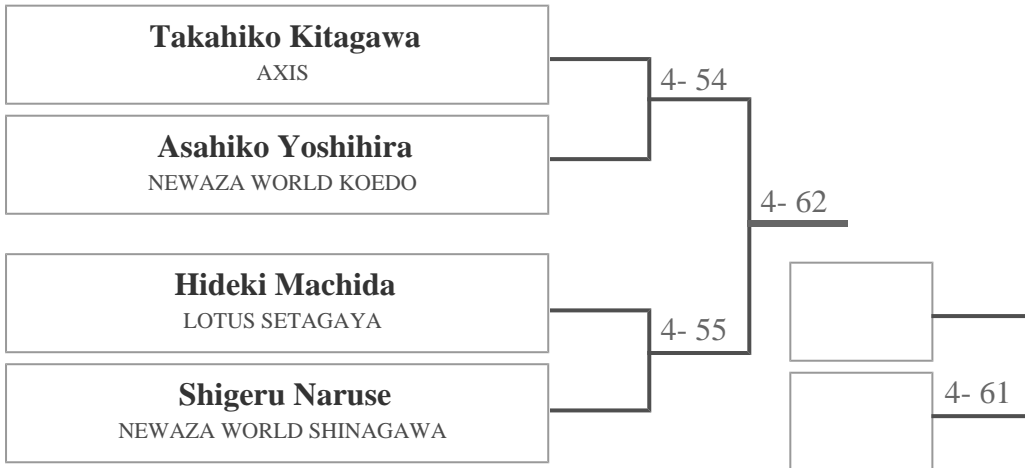 Takahiko Kitagawa
AXIS
4- 54
Asahiko Yoshihira
NEWAZA WORLD KOEDO
4- 62
Hideki Machida
LOTUS SETAGAYA
4- 55
Shigeru Naruse
NEWAZA WORLD SHINAGAWA
4- 61